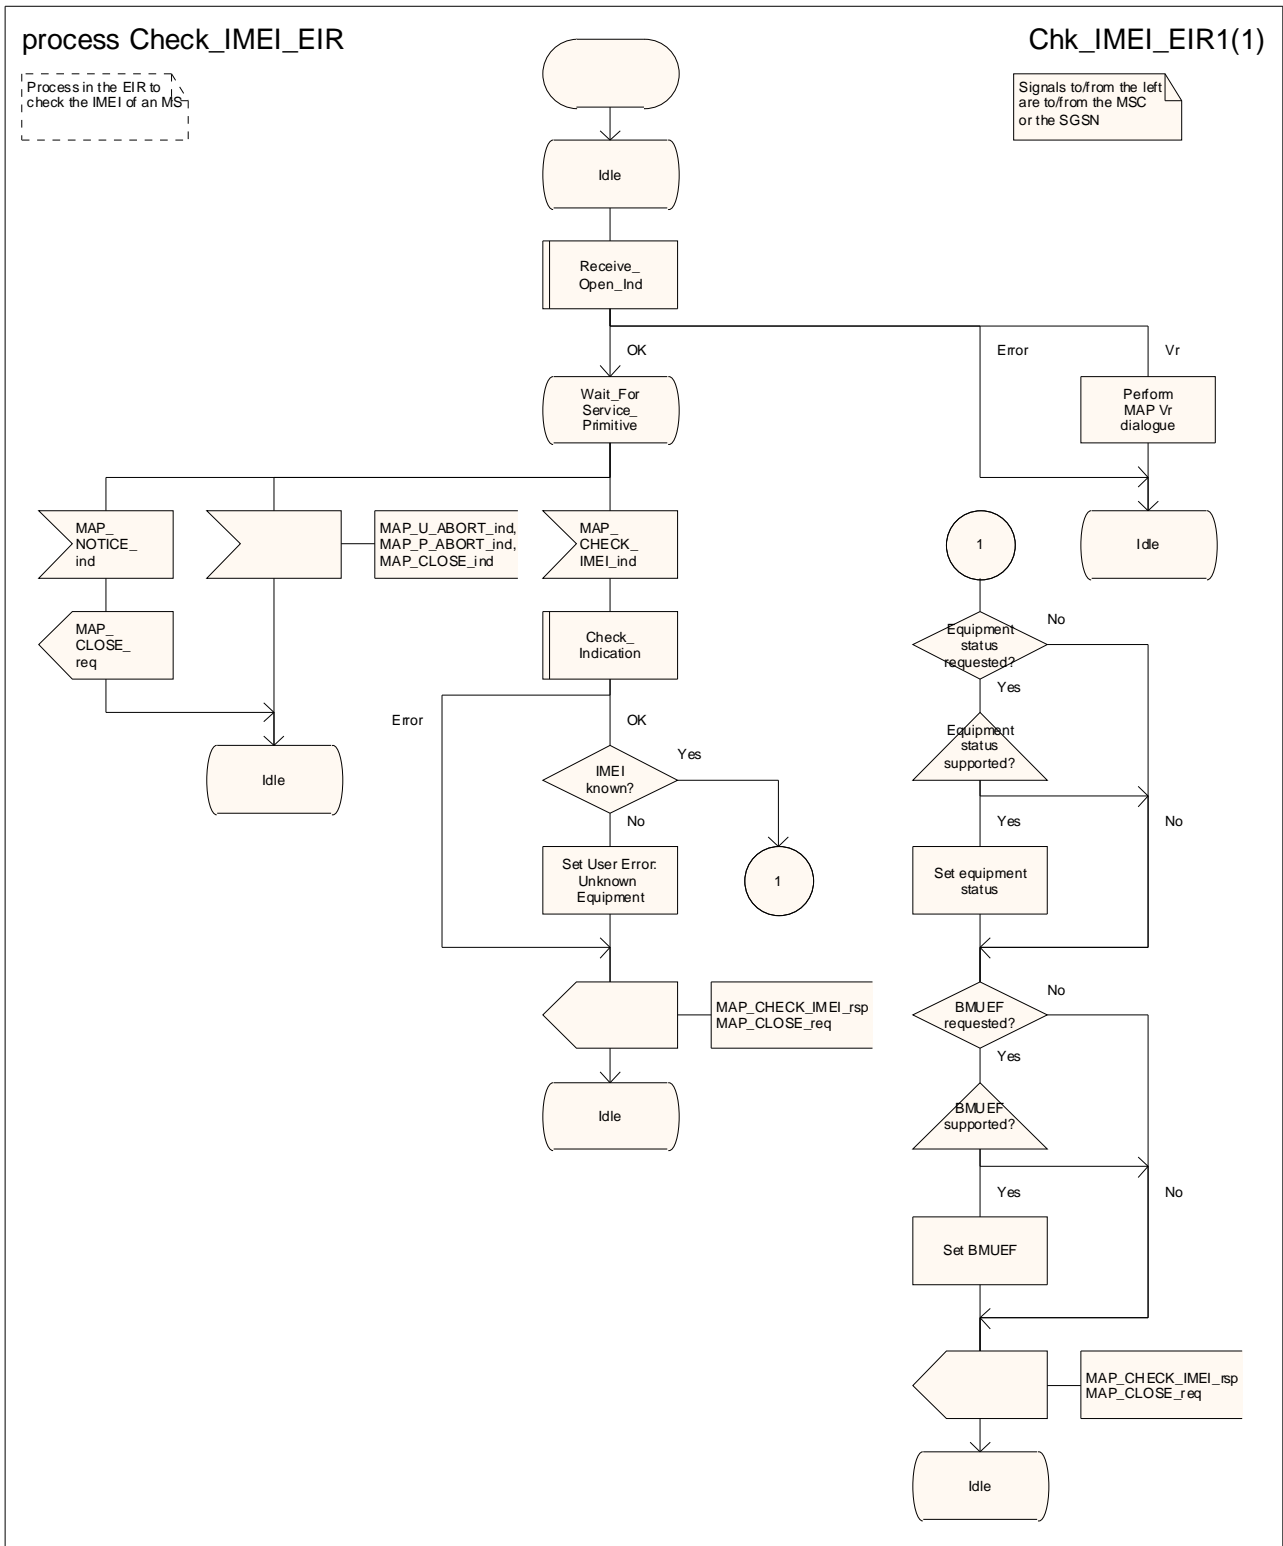 process Check_IMEI_EIR
Chk_IMEI_EIR1(1)
Process in the EIR to
check the IMEI of an MS
Signals to/from the left
are to/from the MSC
or the SGSN
Idle
Receive_
Open_Ind
OK
Error
Vr
Wait_For
Service_
Primitive
Perform
MAP Vr
dialogue
MAP_
NOTICE_
ind
MAP_U_ABORT_ind,
MAP_P_ABORT_ind,
MAP_CLOSE_ind
MAP_
CHECK_
IMEI_ind
1
Idle
MAP_
CLOSE_
req
Check_
Indication
Equipment
status
requested?
No
Yes
Error
OK
Equipment
status
supported?
Idle
IMEI
known?
Yes
No
Yes
No
Set User Error:
Unknown
Equipment
1
Set equipment
status
MAP_CHECK_IMEI_rsp
MAP_CLOSE_req
BMUEF
requested?
No
Yes
Idle
BMUEF
supported?
Yes
No
Set BMUEF
MAP_CHECK_IMEI_rsp
MAP_CLOSE_req
Idle